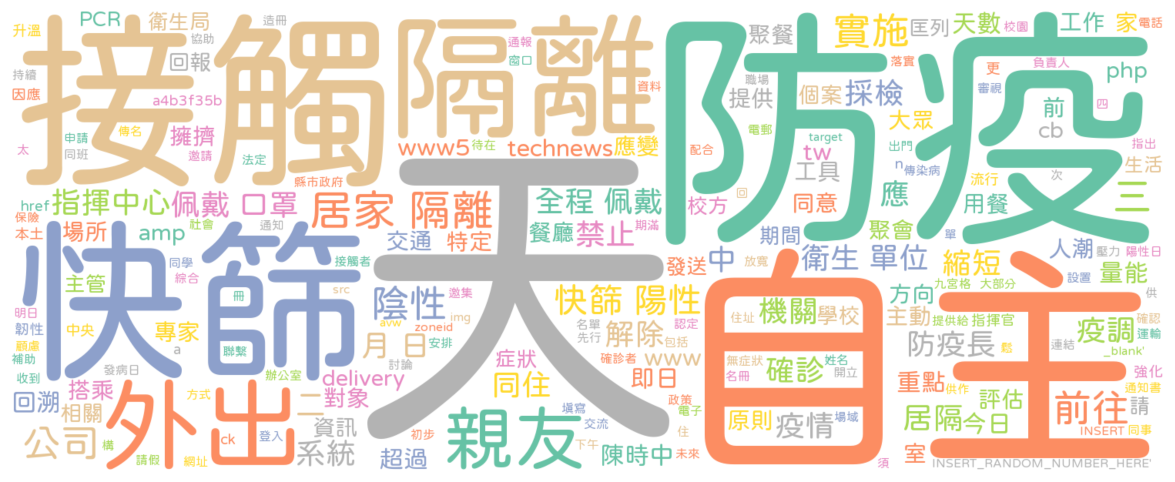 接觸
隔離
防疫
天
自主
快篩
外出
親友
居家 隔離
前往
實施
公司
PCR
衛生局
造冊
升溫
協助
持續
回報
因應
a4b3f35b
通報
窗口
資料
申請
傳名
擁擠
太
同班
邀請
法定
www5
待在
technews
應變
縣市政府
聚餐
匡列
天數
校園
工作
家
電話
落實
負責人
職場
更
php
提供
個案
採檢
審視
四
前
電郵
target
大眾
cb
指出
配合
tw
出門
n
傳染病
工具
流行
次
生活
href
指揮中心
佩戴 口罩
保險
本土
場所
amp
社會
通知
全程 佩戴
餐廳
禁止
期滿
交通
特定
校方
同意
回
應
用餐
單
三
中
期間
聚會
人潮
壓力
陽性日
發送
放寬
衛生 單位
縮短
設置
量能
主管
同學
綜合
接觸者
明日
冊
src
陰性
邀集
快篩 陽性
九宮格
大部分
供
方向
韌性
中央
專家
顧慮
a
聯繫
avw
zoneid
img
月 日
安排
名單
先行
解除
認定
包括
住址
機關
學校
主動
提供給
指揮官
疫調
確認
運輸
連結
_blank'
補助
收到
發病日
辦公室
討論
症狀
確診者
www
無症狀
確診
姓名
名冊
開立
防疫長
鬆
搭乘
delivery
同住
即日
重點
供作
評估
強化
通知書
回溯
相關
方式
二
對象
填寫
政策
電子
原則
疫情
場域
居隔
今日
請
橫
ck
登入
資訊
交流
INSERT
同事
請假
網址
系統
初步
超過
下午
陳時中
住
未來
須
室
INSERT_RANDOM_NUMBER_HERE'